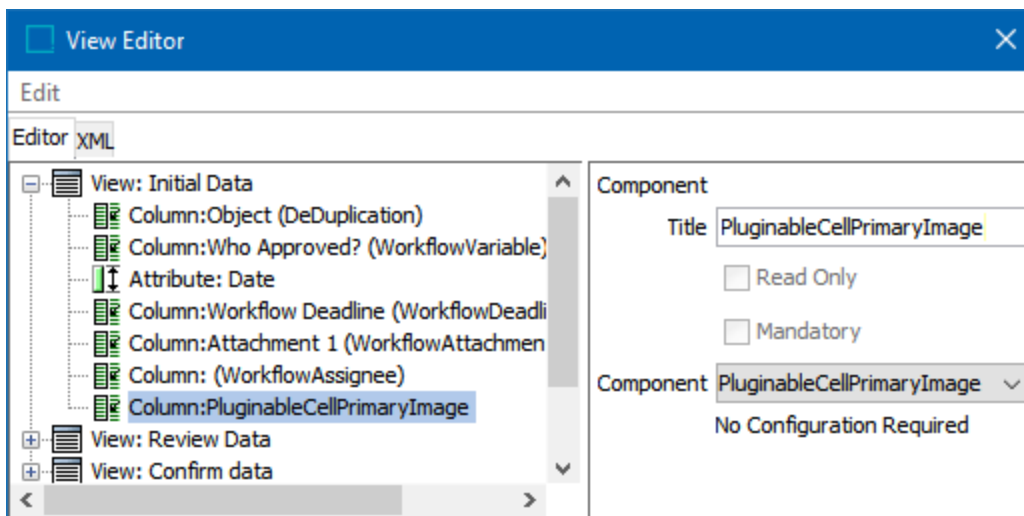 View Editor
Edit
Editor XML
View: Initial Data
Column:Object (DeDuplication)
Column:Who Approved? (WorkflowVariable)
Attribute: Date
Column:Workflow Deadline (WorkflowDeadli
Column:Attachment 1 (WorkflowAttachmen
Column: (WorkflowAssignee)
Column:PluginableCellPrimaryImage
View: Review Data
View: Confirm data
Component
Title PluginableCellPrimaryImage
Read Only
Mandatory
Component PluginableCellPrimaryImage
No Configuration Required